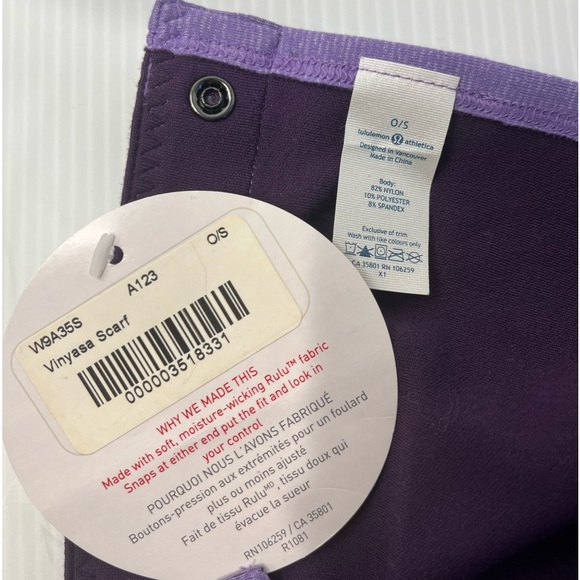 O/S
lululemon athletica
Designed in Vancouver
Made in China
Body:
82% NYLON
10% POLYESTER
8% SPANDEX
Exclusive of trim
Wash with like colours only
CA 35801 RN 106259
X1
W9A35S A123 O/S
Vinyasa Scarf
000003518331
WHY WE MADE THIS
Made with soft, moisture-wicking Rulu™ fabric
Snaps at either end put the fit and look in
your control
POURQUOI NOUS L'AVONS FABRIQUÉ
Boutons-pression aux extrémités pour un foulard
plus ou moins ajusté
Fait de tissu Ruluᴹᴰ, tissu doux qui
évacue la sueur
RN106259 / CA 35801
R1081